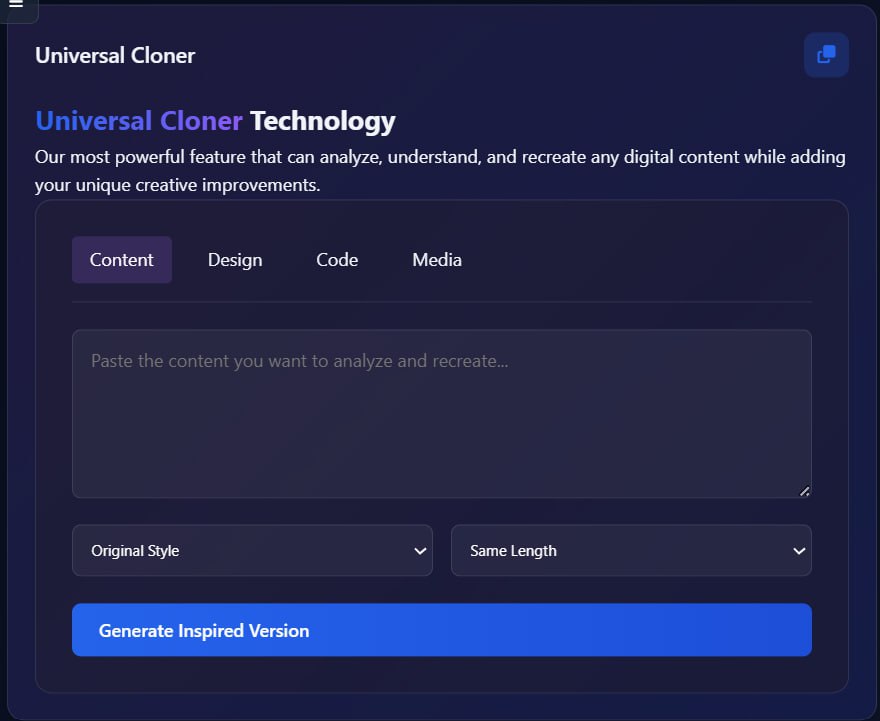 Universal Cloner
Universal Cloner Technology
Our most powerful feature that can analyze, understand, and recreate any digital content while adding
your unique creative improvements.
Content Design Code Media
Paste the content you want to analyze and recreate...
Original Style Same Length
Generate Inspired Version